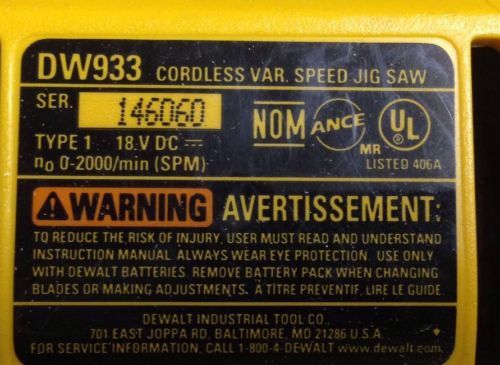 DW933 CORDLESS VAR. SPEED JIG SAW
SER. 146060
TYPE 1 18 V DC
n₀ 0-2000/min (SPM)
NOM ANCE UL
MR
LISTED 406A
WARNING AVERTISSEMENT:
TO REDUCE THE RISK OF INJURY, USER MUST READ AND UNDERSTAND
INSTRUCTION MANUAL. ALWAYS WEAR EYE PROTECTION. USE ONLY
WITH DEWALT BATTERIES. REMOVE BATTERY PACK WHEN CHANGING
BLADES OR MAKING ADJUSTMENTS. À TITRE PRÉVENTIF, LIRE LE GUIDE.
DEWALT INDUSTRIAL TOOL CO.,
701 EAST JOPPA RD, BALTIMORE, MD 21286 U.S.A.
FOR SERVICE INFORMATION, CALL 1-800-4-DEWALT www.dewalt.com